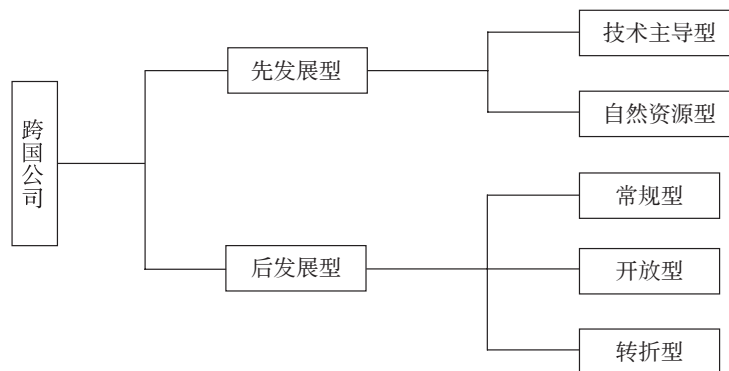 跨国公司
先发展型
技术主导型
自然资源型
后发展型
常规型
开放型
转折型